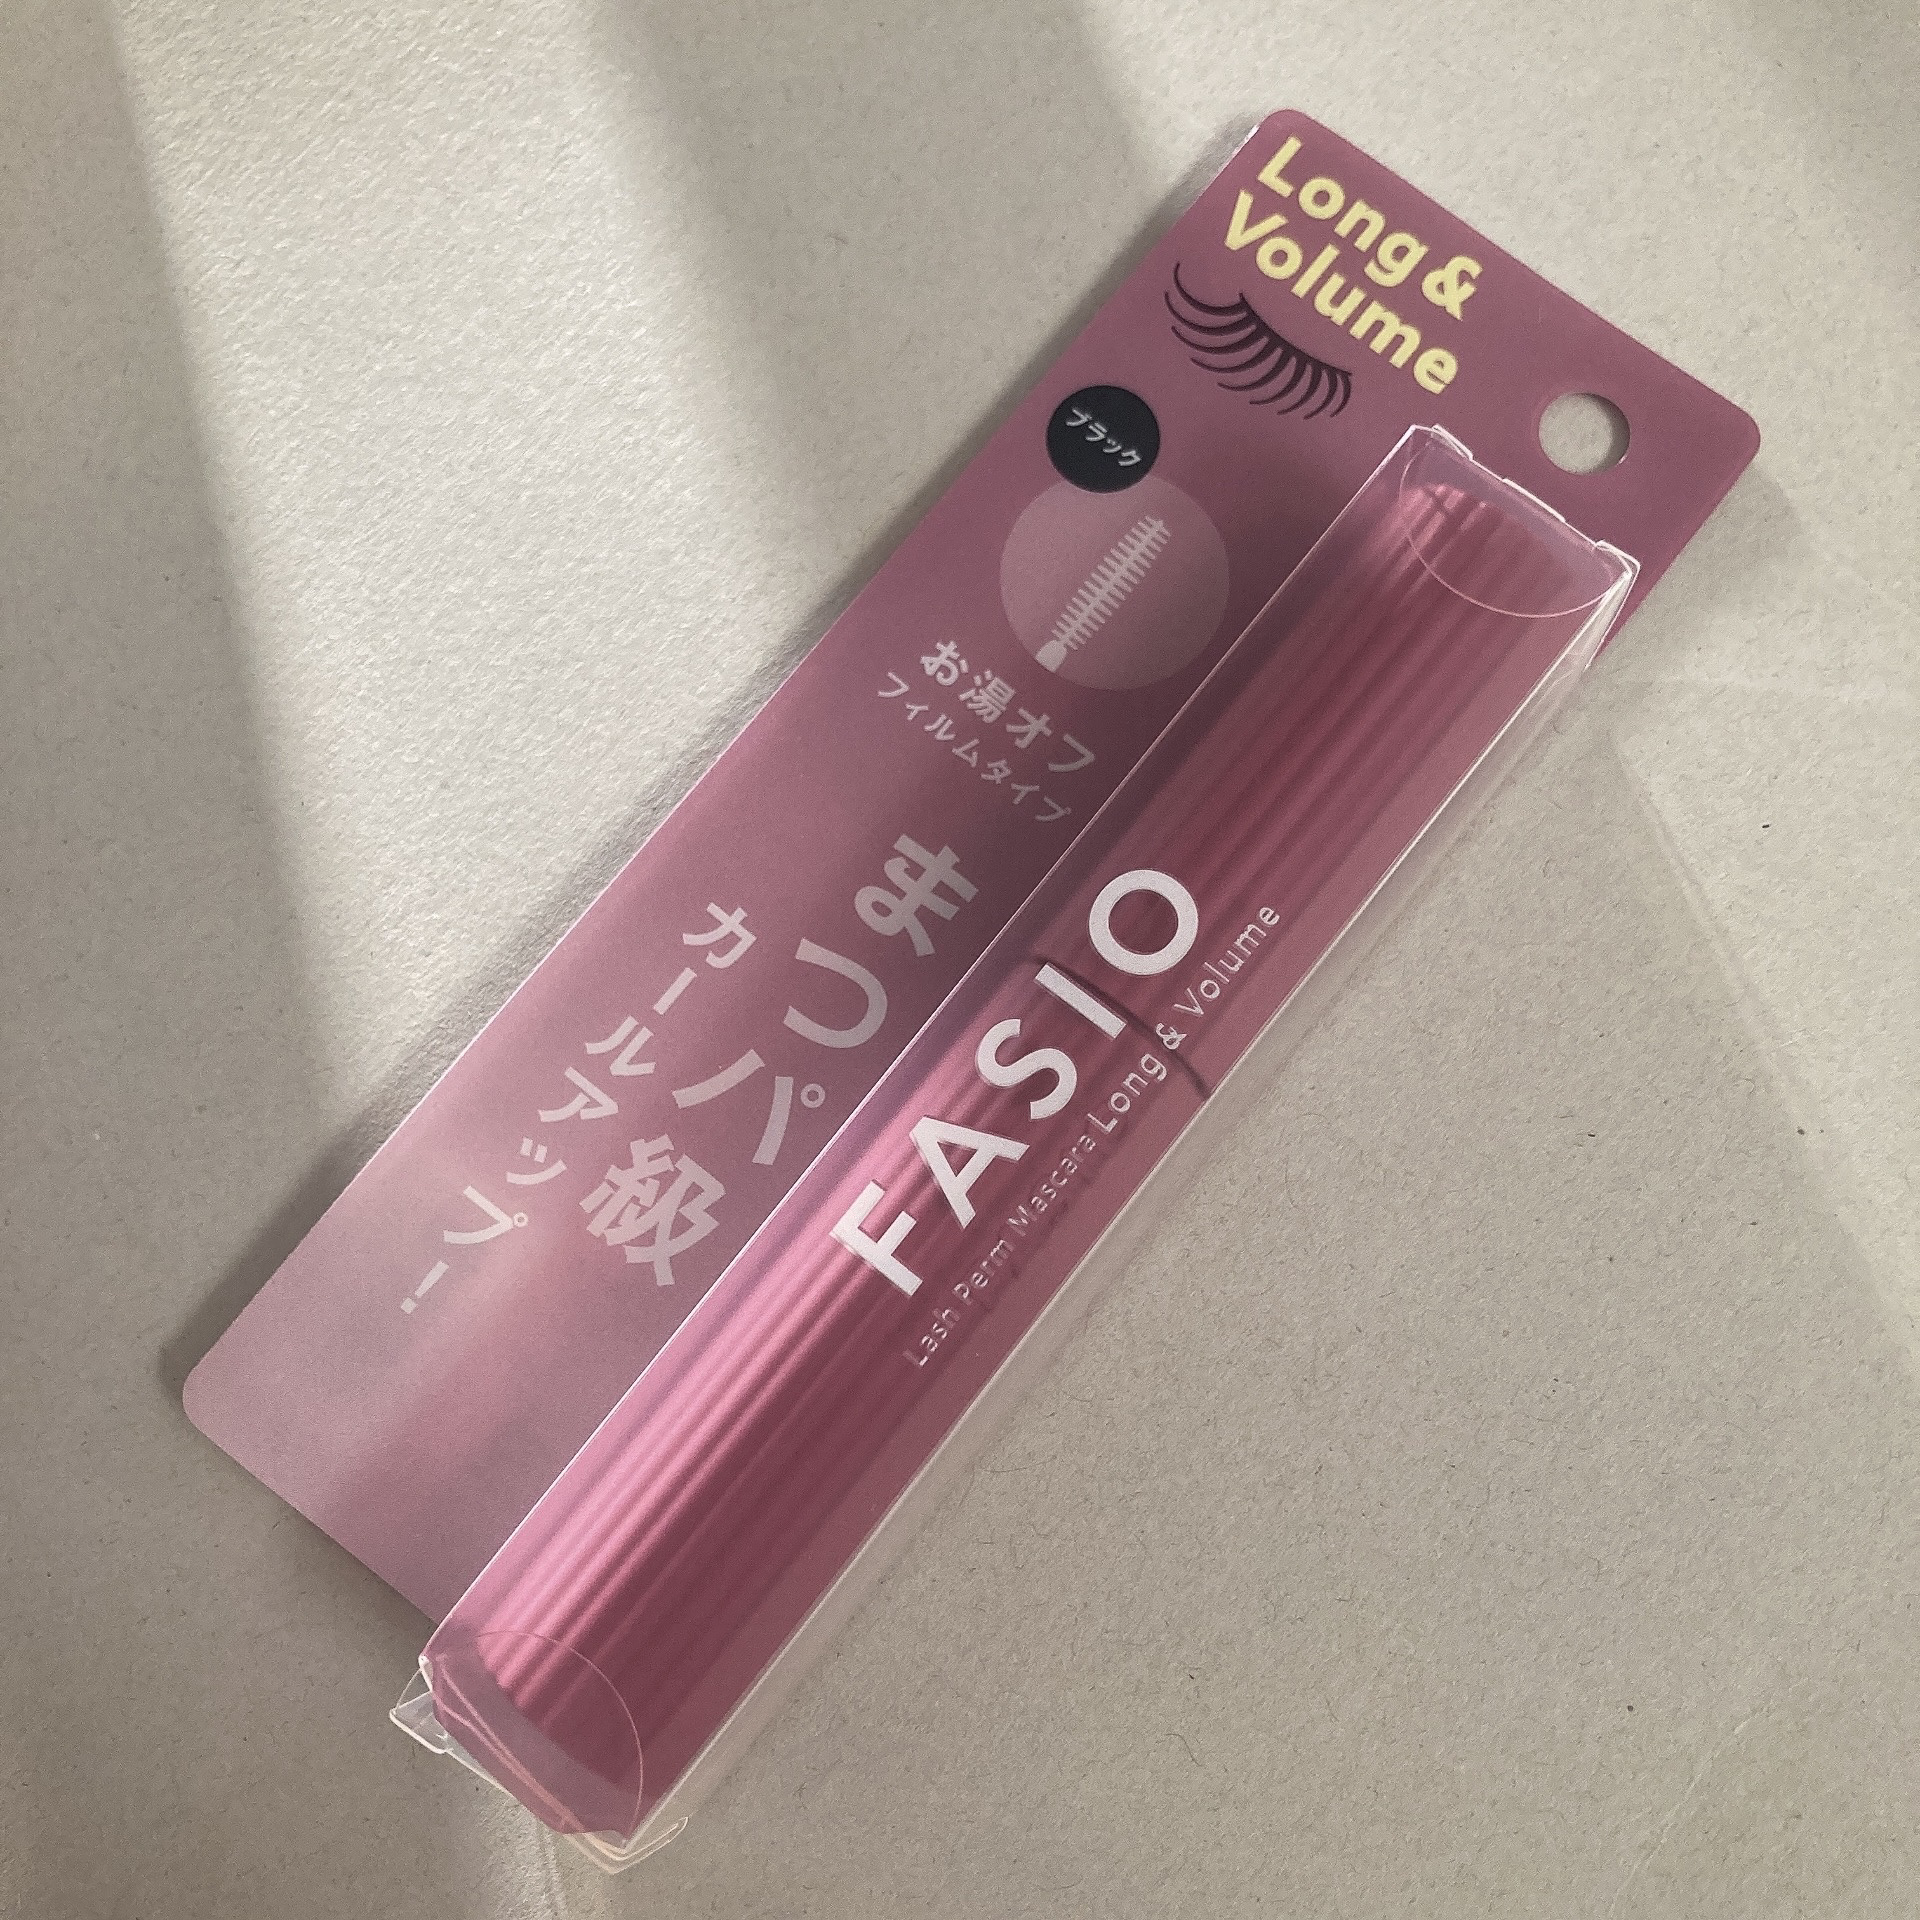 Long &
Volume
ブラック
お湯オフ
フィルムタイプ
まつパ級
カールアップ!
FASIO
Lash Perm Mascara Long & Volume